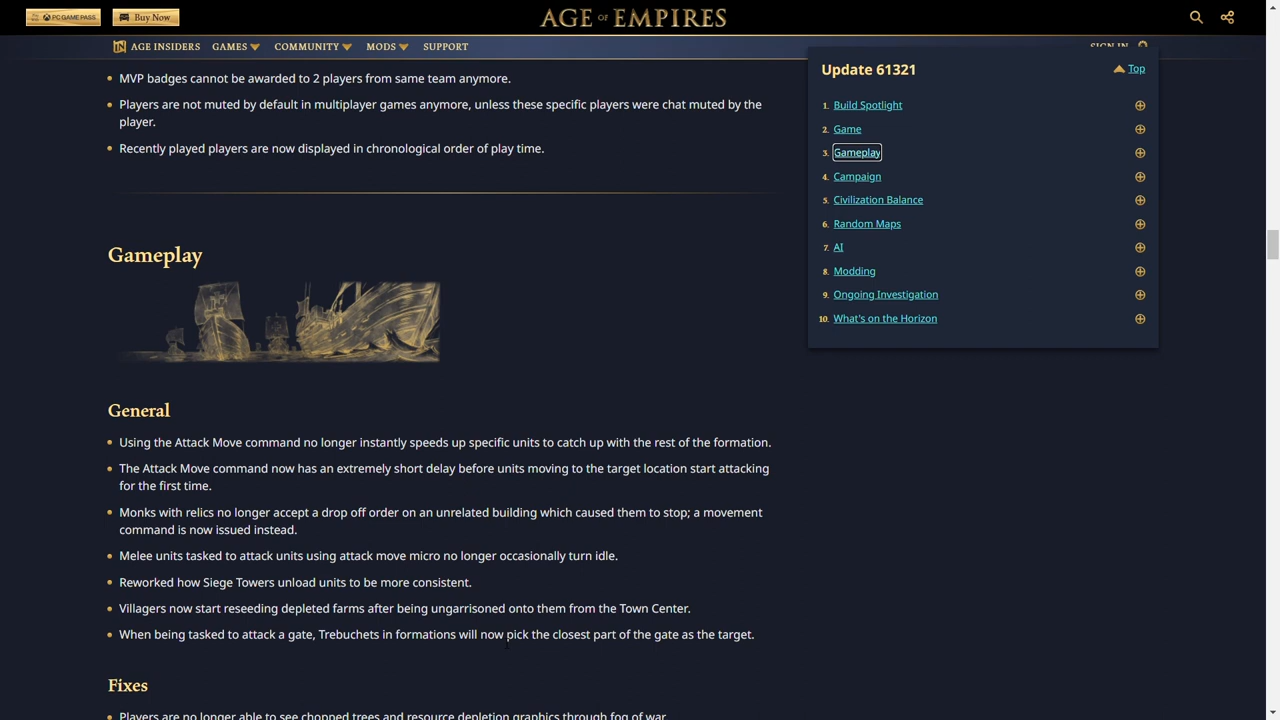 PC GAME PASS
Buy Now
AGE OF EMPIRES
AGE INSIDERS
GAMES
COMMUNITY
MODS
SUPPORT
SIGN IN
MVP badges cannot be awarded to 2 players from same team anymore.
Players are not muted by default in multiplayer games anymore, unless these specific players were chat muted by the
player.
Recently played players are now displayed in chronological order of play time.
Gameplay
General
Using the Attack Move command no longer instantly speeds up specific units to catch up with the rest of the formation.
The Attack Move command now has an extremely short delay before units moving to the target location start attacking
for the first time.
Monks with relics no longer accept a drop off order on an unrelated building which caused them to stop; a movement
command is now issued instead.
Melee units tasked to attack units using attack move micro no longer occasionally turn idle.
Reworked how Siege Towers unload units to be more consistent.
Villagers now start reseeding depleted farms after being ungarrisoned onto them from the Town Center.
When being tasked to attack a gate, Trebuchets in formations will now pick the closest part of the gate as the target.
Fixes
Players are no longer able to see chopped trees and resource depletion graphics through fog of war.
Update 61321
Top
1. Build Spotlight
2. Game
3. Gameplay
4. Campaign
5. Civilization Balance
6. Random Maps
7. AI
8. Modding
9. Ongoing Investigation
10. What's on the Horizon